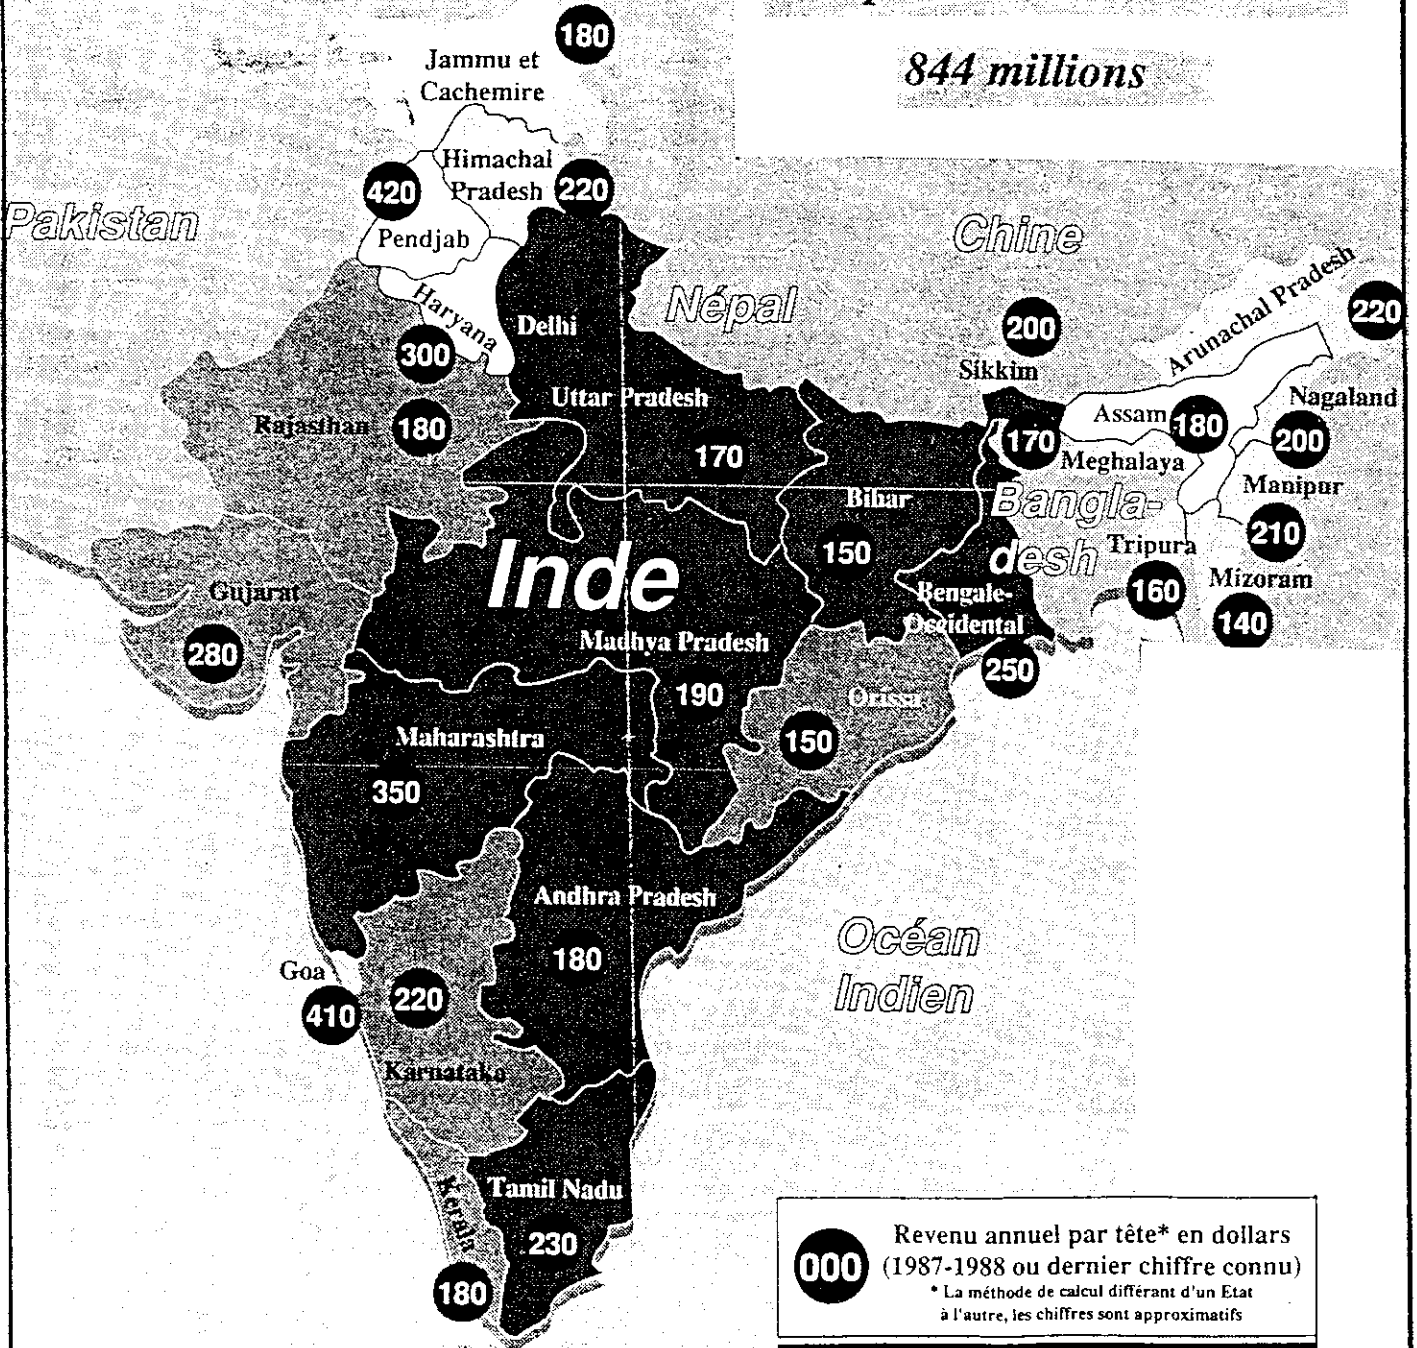 844 millions
180
Jammu et
Cachemire
Himachal
Pradesh
220
420
Pendjab
Pakistan
Chine
Haryana
300
Delhi
Népal
200
Sikkim
Arunachal Pradesh
220
Uttar Pradesh
170
Rajasthan
180
Assam
180
170
Meghalaya
Nagaland
200
Manipur
210
Bihar
150
Bangla-
desh
Tripura
160
Mizoram
140
Inde
Gujarat
280
Bengale-
Occidental
250
Madhya Pradesh
190
Orissa
150
Maharashtra
350
Andhra Pradesh
180
Océan
Indien
Goa
410
220
Karnatako
Kerala
180
Tamil Nadu
230
000
Revenu annuel par tête* en dollars
(1987-1988 ou dernier chiffre connu)
* La méthode de calcul différant d'un Etat
à l'autre, les chiffres sont approximatifs